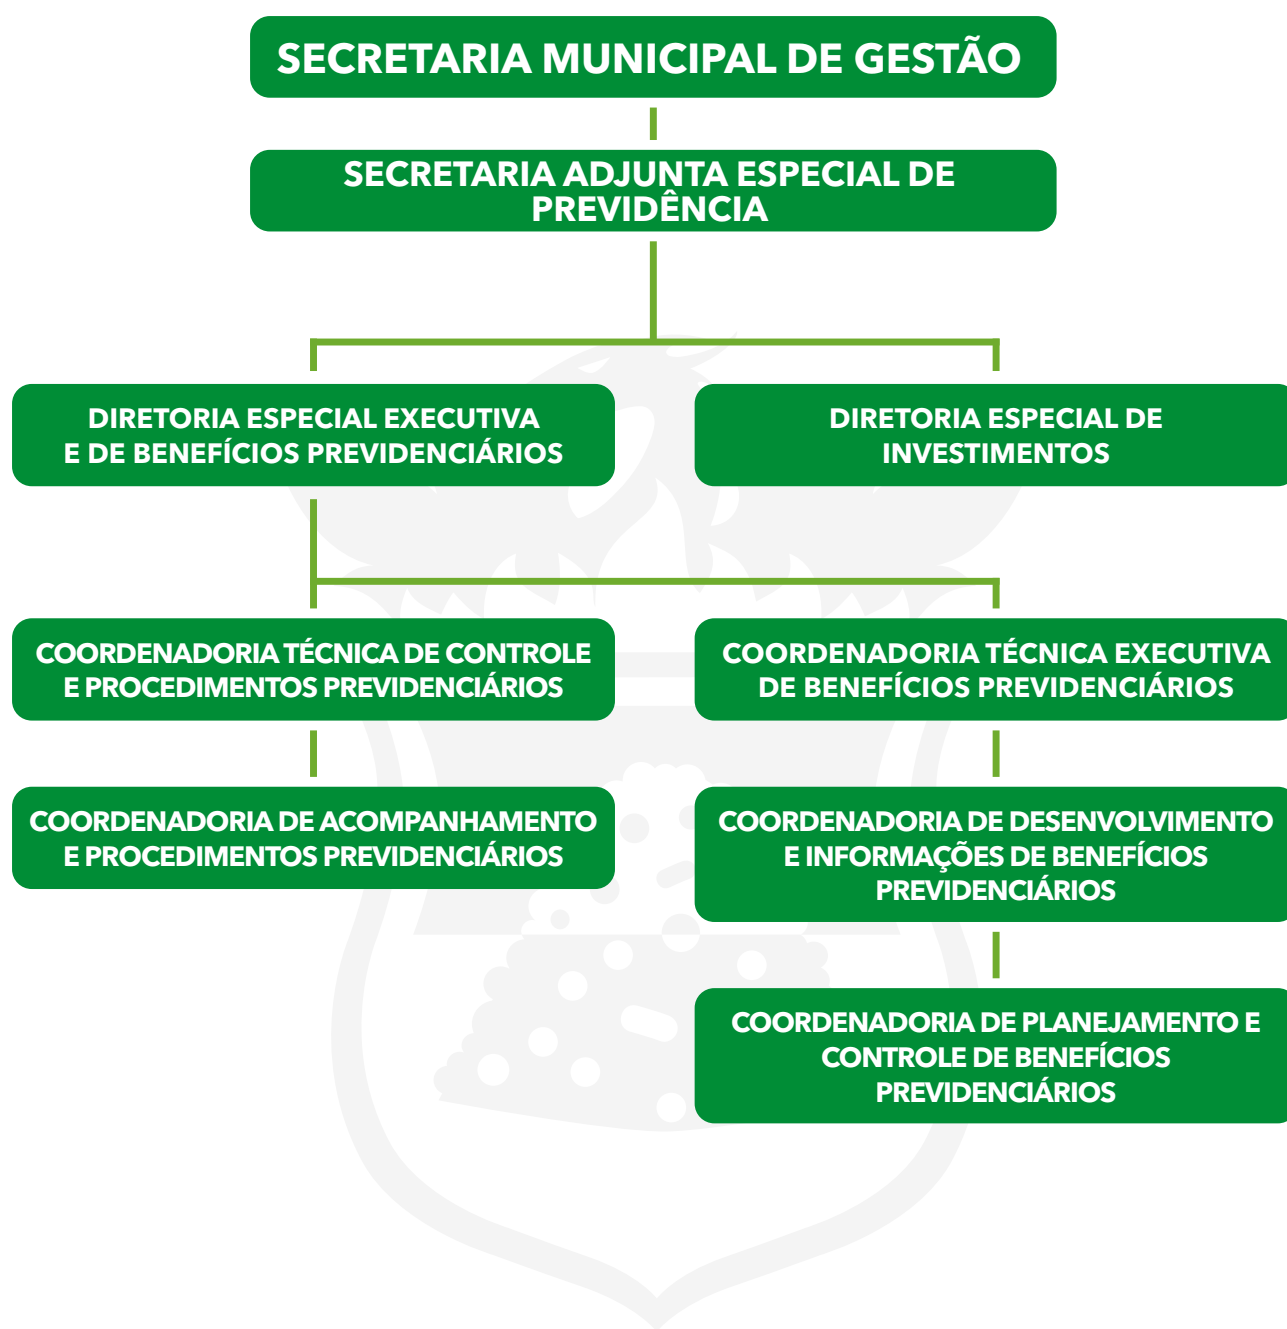 SECRETARIA MUNICIPAL DE GESTÃO
SECRETARIA ADJUNTA ESPECIAL DE
PREVIDÊNCIA
DIRETORIA ESPECIAL EXECUTIVA
E DE BENEFÍCIOS PREVIDENCIÁRIOS
DIRETORIA ESPECIAL DE
INVESTIMENTOS
COORDENADORIA TÉCNICA DE CONTROLE
E PROCEDIMENTOS PREVIDENCIÁRIOS
COORDENADORIA TÉCNICA EXECUTIVA
DE BENEFÍCIOS PREVIDENCIÁRIOS
COORDENADORIA DE ACOMPANHAMENTO
E PROCEDIMENTOS PREVIDENCIÁRIOS
COORDENADORIA DE DESENVOLVIMENTO
E INFORMAÇÕES DE BENEFÍCIOS
PREVIDENCIÁRIOS
COORDENADORIA DE PLANEJAMENTO E
CONTROLE DE BENEFÍCIOS
PREVIDENCIÁRIOS